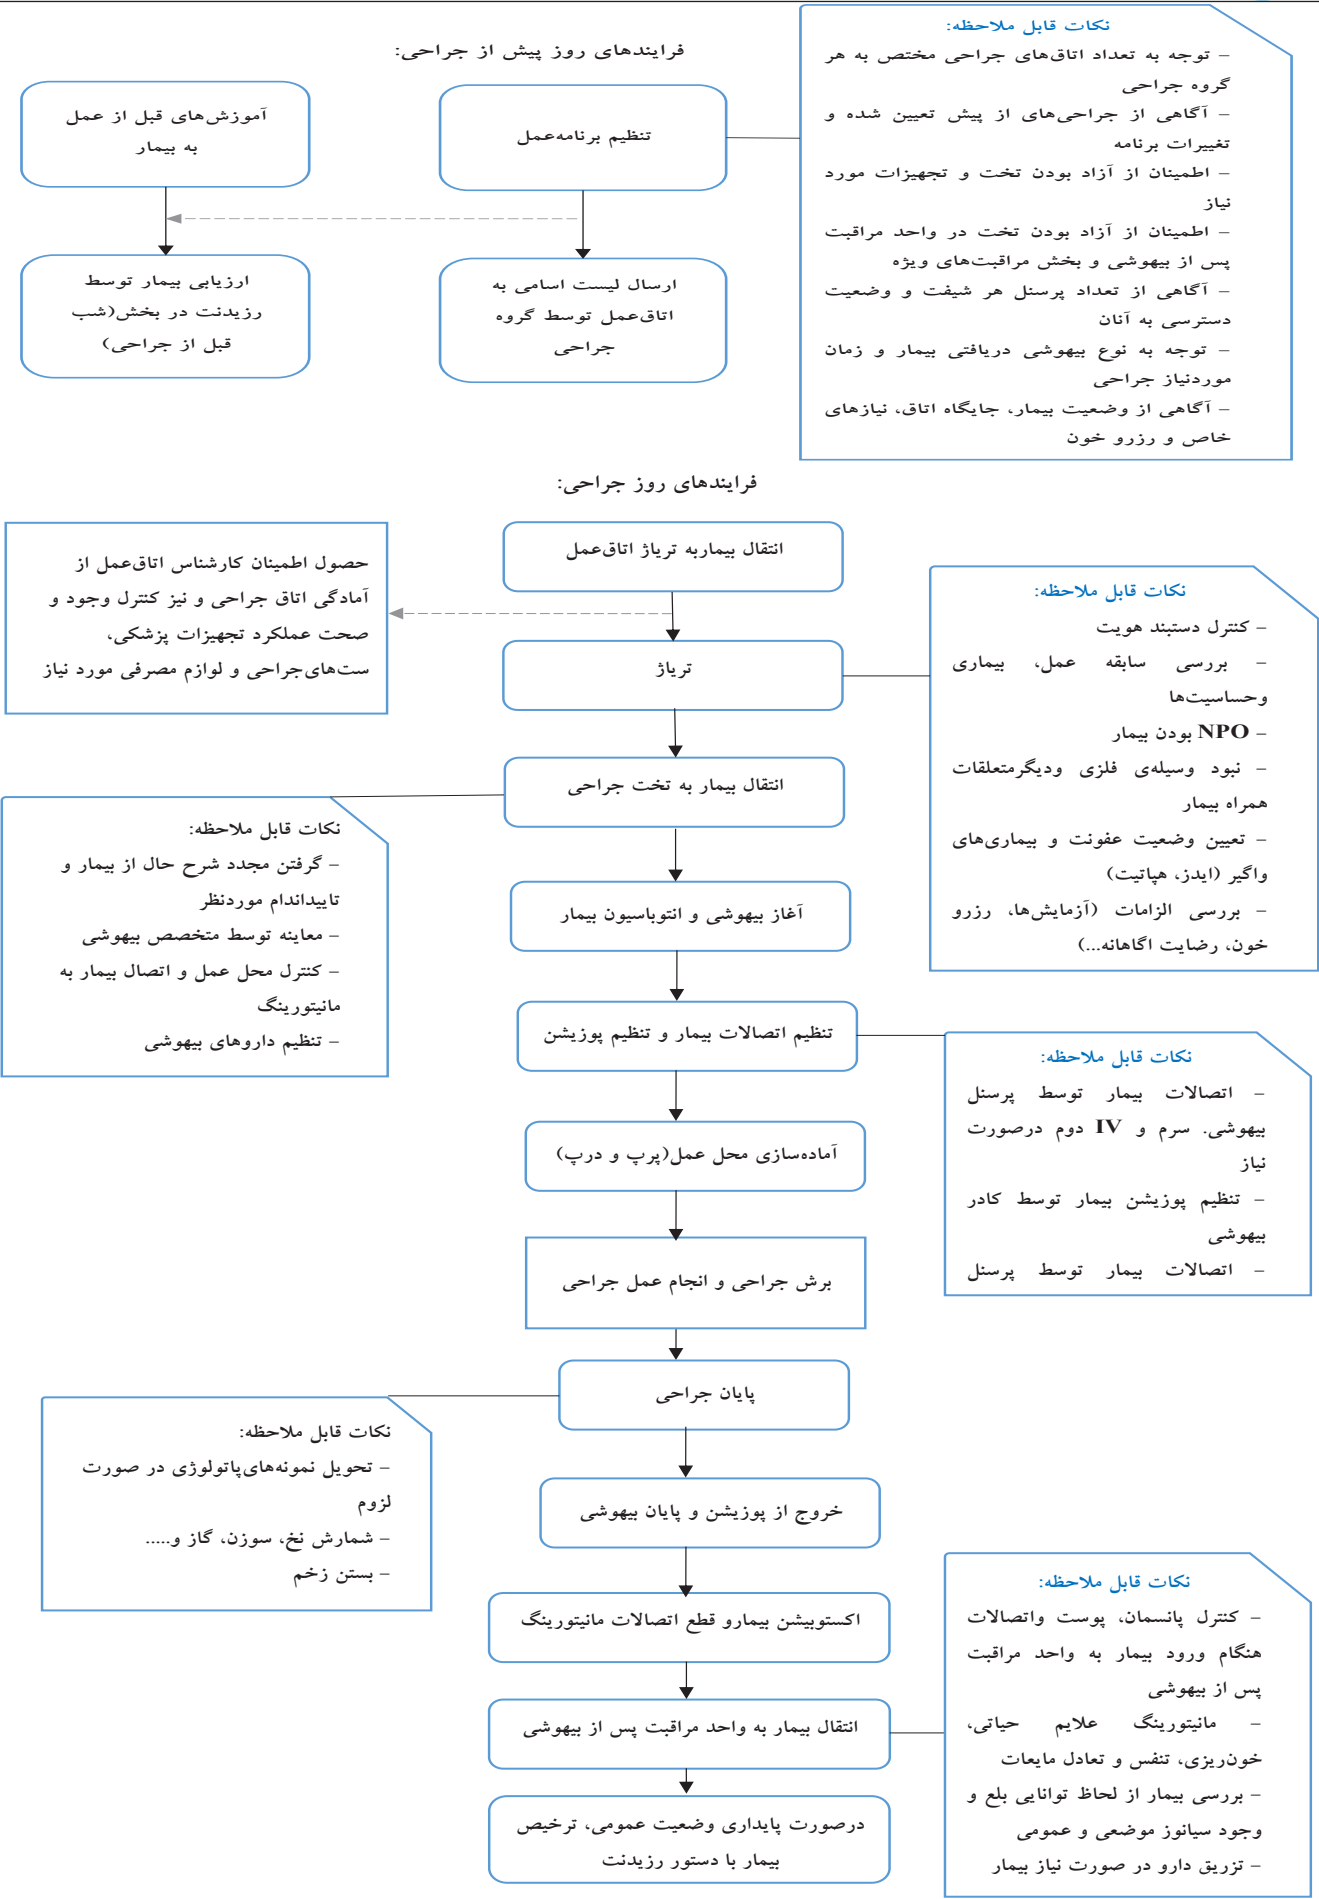 فرایندهای روز پیش از جراحی:
تنظیم برنامه‌عمل
ارسال لیست اسامی به
اتاق‌عمل توسط گروه
جراحی
آموزش‌های قبل از عمل
به بیمار
ارزیابی بیمار توسط
رزیدنت در بخش(شب
قبل از جراحی)
نکات قابل ملاحظه:
– توجه به تعداد اتاق‌های جراحی مختص به هر
گروه جراحی
– آگاهی از جراحی‌های از پیش تعیین شده و
تغییرات برنامه
– اطمینان از آزاد بودن تخت و تجهیزات مورد
نیاز
– اطمینان از آزاد بودن تخت در واحد مراقبت
پس از بیهوشی و بخش مراقبت‌های ویژه
– آگاهی از تعداد پرسنل هر شیفت و وضعیت
دسترسی به آنان
– توجه به نوع بیهوشی دریافتی بیمار و زمان
موردنیاز جراحی
– آگاهی از وضعیت بیمار، جایگاه اتاق، نیازهای
خاص و رزرو خون
فرایندهای روز جراحی:
انتقال بیماربه تریاژ اتاق‌عمل
حصول اطمینان کارشناس اتاق‌عمل از
آمادگی اتاق جراحی و نیز کنترل وجود و
صحت عملکرد تجهیزات پزشکی،
ست‌های‌جراحی و لوازم مصرفی مورد نیاز
تریاژ
نکات قابل ملاحظه:
– کنترل دستبند هویت
– بررسی سابقه عمل، بیماری
وحساسیت‌ها
– NPO بودن بیمار
– نبود وسیله‌ی فلزی ودیگرمتعلقات
همراه بیمار
– تعیین وضعیت عفونت و بیماری‌های
واگیر (ایدز، هپاتیت)
– بررسی الزامات (آزمایش‌ها، رزرو
خون، رضایت اگاهانه...)
انتقال بیمار به تخت جراحی
نکات قابل ملاحظه:
– گرفتن مجدد شرح حال از بیمار و
تاییداندام موردنظر
– معاینه توسط متخصص بیهوشی
– کنترل محل عمل و اتصال بیمار به
مانیتورینگ
– تنظیم داروهای بیهوشی
آغاز بیهوشی و انتوباسیون بیمار
تنظیم اتصالات بیمار و تنظیم پوزیشن
نکات قابل ملاحظه:
– اتصالات بیمار توسط پرسنل
بیهوشی. سرم و IV دوم درصورت
نیاز
– تنظیم پوزیشن بیمار توسط کادر
بیهوشی
– اتصالات بیمار توسط پرسنل
آماده‌سازی محل عمل(پرپ و درپ)
برش جراحی و انجام عمل جراحی
پایان جراحی
نکات قابل ملاحظه:
– تحویل نمونه‌های‌پاتولوژی در صورت
لزوم
– شمارش نخ، سوزن، گاز و.....
– بستن زخم
خروج از پوزیشن و پایان بیهوشی
اکستوبیشن بیمارو قطع اتصالات مانیتورینگ
انتقال بیمار به واحد مراقبت پس از بیهوشی
نکات قابل ملاحظه:
– کنترل پانسمان، پوست واتصالات
هنگام ورود بیمار به واحد مراقبت
پس از بیهوشی
– مانیتورینگ علایم حیاتی،
خون‌ریزی، تنفس و تعادل مایعات
– بررسی بیمار از لحاظ توانایی بلع و
وجود سیانوز موضعی و عمومی
– تزریق دارو در صورت نیاز بیمار
درصورت پایداری وضعیت عمومی، ترخیص
بیمار با دستور رزیدنت